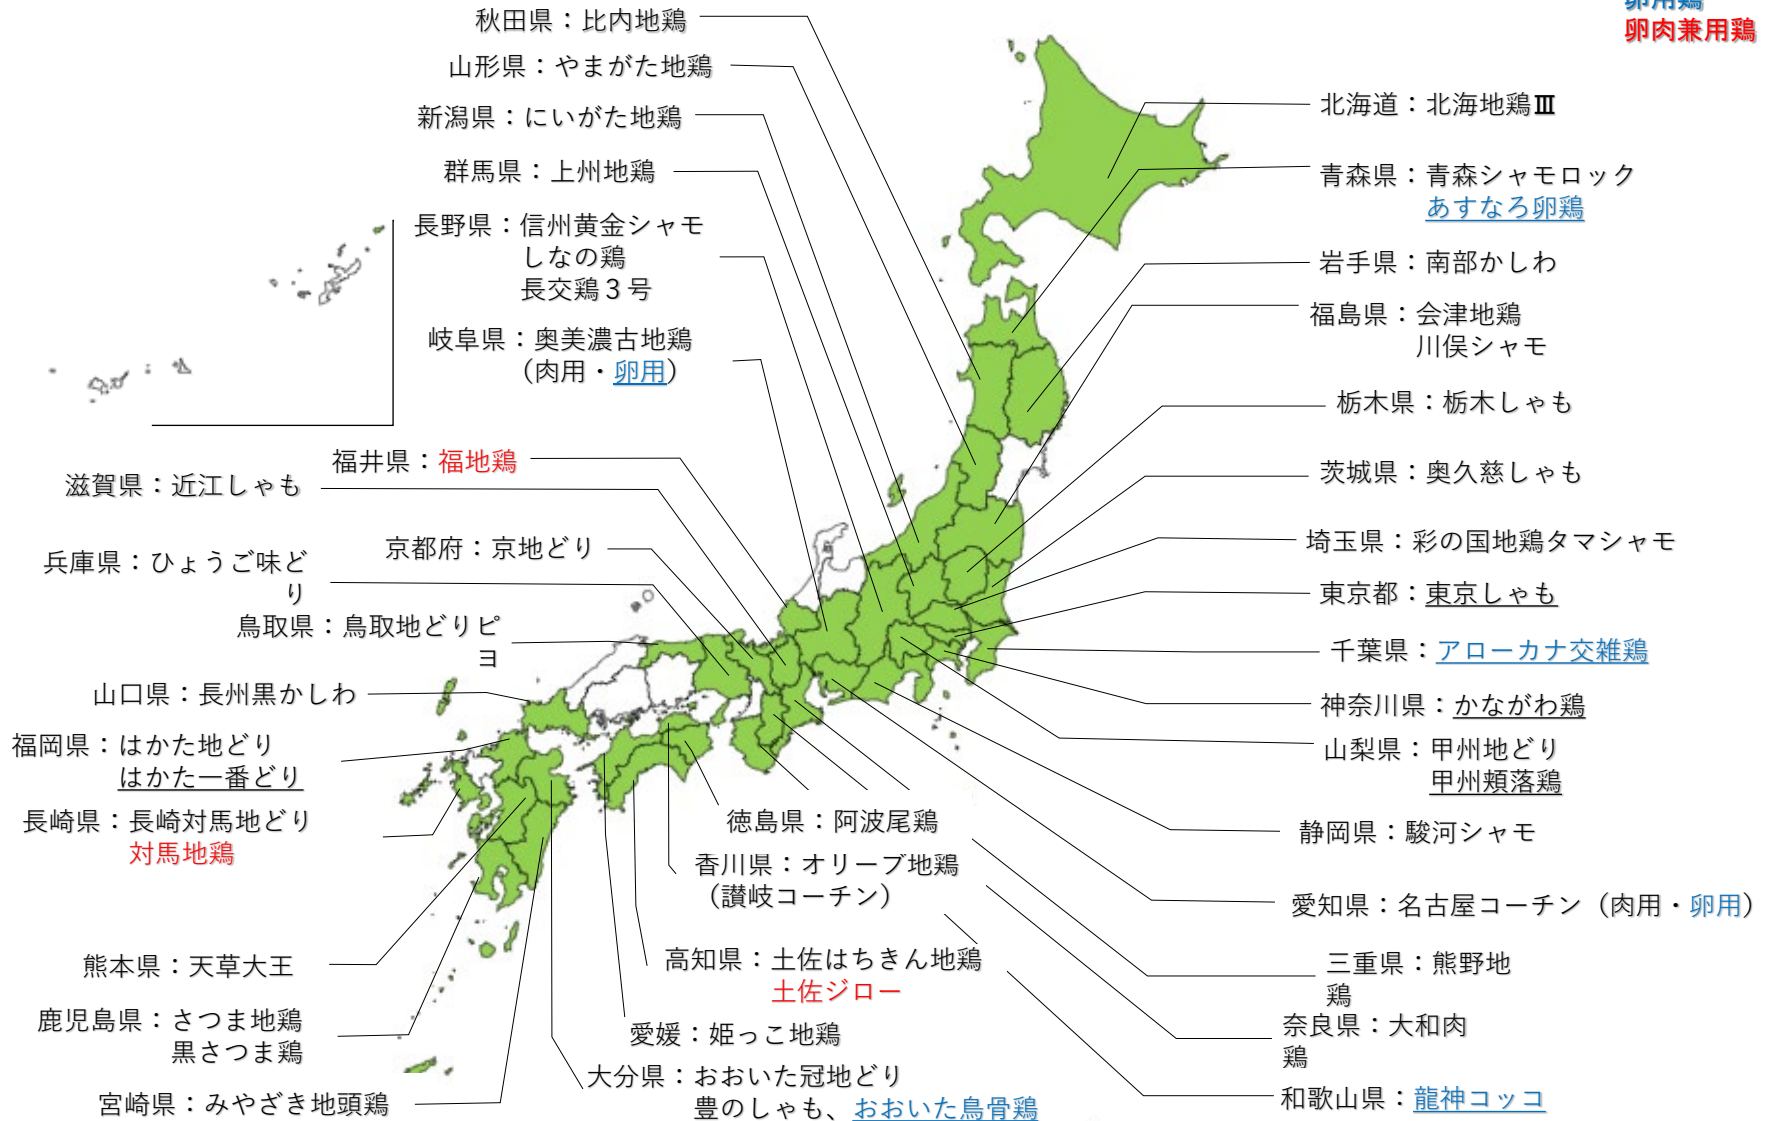 卵用鶏
卵肉兼用鶏
秋田県：比内地鶏
山形県：やまがた地鶏
新潟県：にいがた地鶏
群馬県：上州地鶏
長野県：信州黄金シャモ
しなの鶏
長交鶏３号
岐阜県：奥美濃古地鶏
（肉用・卵用）
福井県：福地鶏
滋賀県：近江しゃも
京都府：京地どり
兵庫県：ひょうご味ど
り
鳥取県：鳥取地どりピ
ヨ
山口県：長州黒かしわ
福岡県：はかた地どり
はかた一番どり
長崎県：長崎対馬地どり
対馬地鶏
熊本県：天草大王
鹿児島県：さつま地鶏
黒さつま鶏
宮崎県：みやざき地頭鶏
北海道：北海地鶏Ⅲ
青森県：青森シャモロック
あすなろ卵鶏
岩手県：南部かしわ
福島県：会津地鶏
川俣シャモ
栃木県：栃木しゃも
茨城県：奥久慈しゃも
埼玉県：彩の国地鶏タマシャモ
東京都：東京しゃも
千葉県：アローカナ交雑鶏
神奈川県：かながわ鶏
山梨県：甲州地どり
甲州頬落鶏
静岡県：駿河シャモ
愛知県：名古屋コーチン（肉用・卵用）
三重県：熊野地
鶏
奈良県：大和肉
鶏
和歌山県：龍神コッコ
徳島県：阿波尾鶏
香川県：オリーブ地鶏
（讃岐コーチン）
高知県：土佐はちきん地鶏
土佐ジロー
愛媛：姫っこ地鶏
大分県：おおいた冠地どり
豊のしゃも、おおいた烏骨鶏